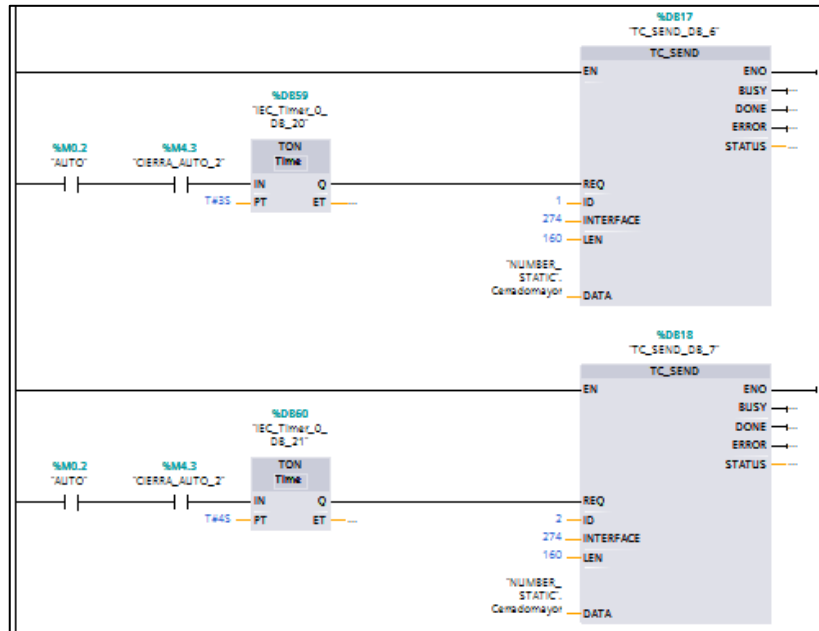 %DB17
"TC_SEND_DB_6"
TC_SEND
EN ENO
BUSY ...
DONE ...
ERROR ...
STATUS ...
%DB59
"IEC_Timer_0_
DB_20"
%M0.2 %M4.3 TON
"AUTO" "CIERRA_AUTO_2" Time
IN Q REQ
T#3S PT ET ... 1 ID
274 INTERFACE
160 LEN
"NUMBER_
STATIC".
Cerradomayor DATA
%DB18
"TC_SEND_DB_7"
TC_SEND
EN ENO
BUSY ...
DONE ...
ERROR ...
STATUS ...
%DB60
"IEC_Timer_0_
DB_21"
%M0.2 %M4.3 TON
"AUTO" "CIERRA_AUTO_2" Time
IN Q REQ
T#4S PT ET ... 2 ID
274 INTERFACE
160 LEN
"NUMBER_
STATIC".
Cerradomayor DATA